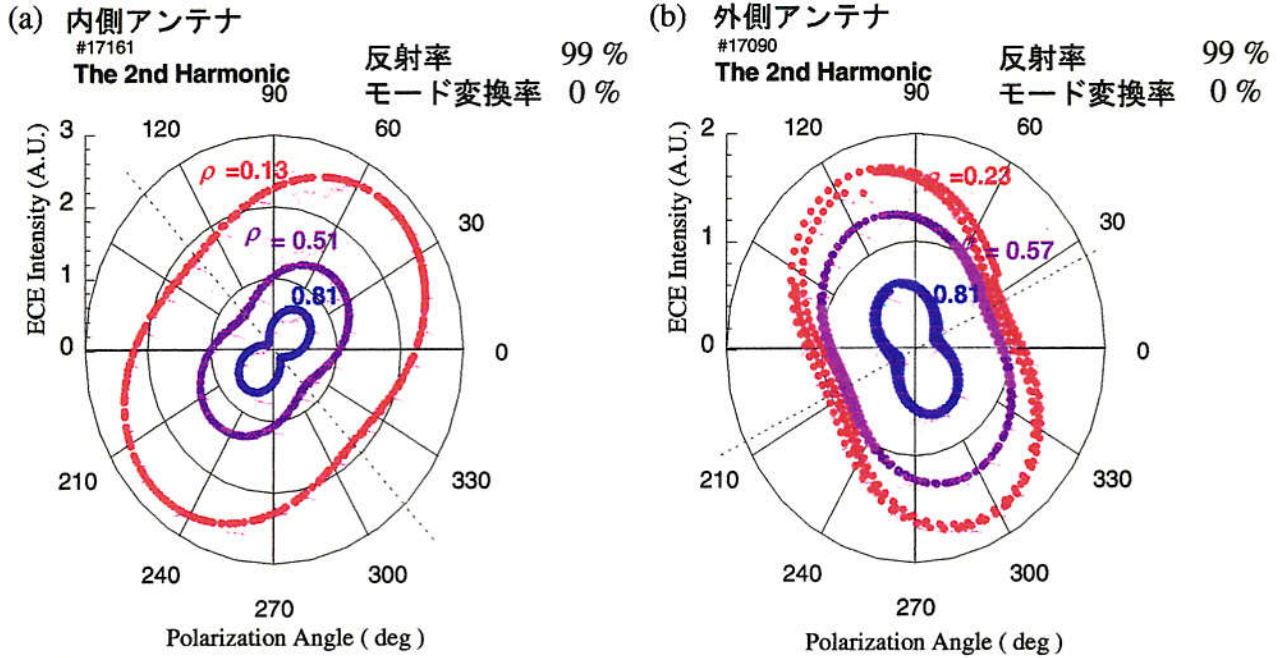 (a) 内側アンテナ
#17161
The 2nd Harmonic
反射率 99 %
モード変換率 0 %
90
120
60
30
0
330
300
270
240
210
3
2
1
0
ECE Intensity (A.U.)
ρ =0.13
ρ = 0.51
0.81
Polarization Angle ( deg )
(b) 外側アンテナ
#17090
The 2nd Harmonic
反射率 99 %
モード変換率 0 %
90
120
60
30
0
330
300
270
240
210
2
1
0
ECE Intensity (A.U.)
=0.23
= 0.57
0.81
Polarization Angle ( deg )